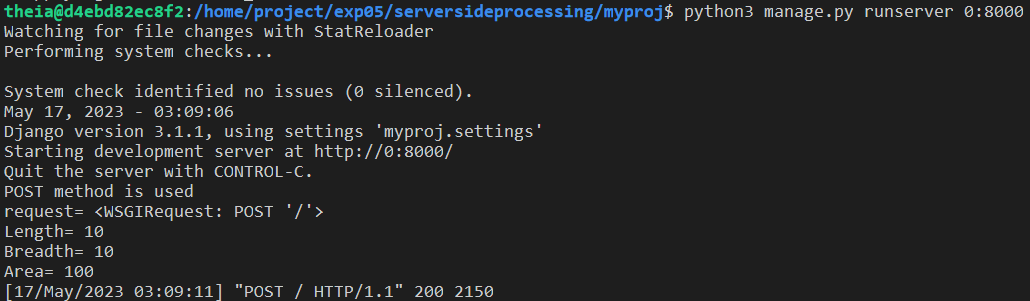 theia@d4ebd82ec8f2:/home/project/exp05/serversideprocessing/myproj$ python3 manage.py runserver 0:8000
Watching for file changes with StatReloader
Performing system checks...
System check identified no issues (0 silenced).
May 17, 2023 - 03:09:06
Django version 3.1.1, using settings 'myproj.settings'
Starting development server at http://0:8000/
Quit the server with CONTROL-C.
POST method is used
request= <WSGIRequest: POST '/'>
Length= 10
Breadth= 10
Area= 100
[17/May/2023 03:09:11] "POST / HTTP/1.1" 200 2150